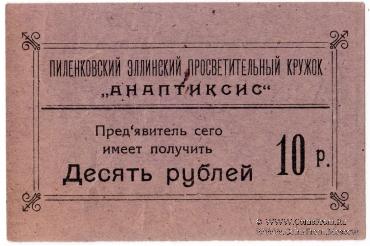 ПИЛЕНКОВСКИЙ ЭЛЛИНСКИЙ ПРОСВЕТИТЕЛЬНЫЙ КРУЖОК
„АНАПТИКСИС“
Пред'явитель сего
имеет получить
Десять рублей
10 р.